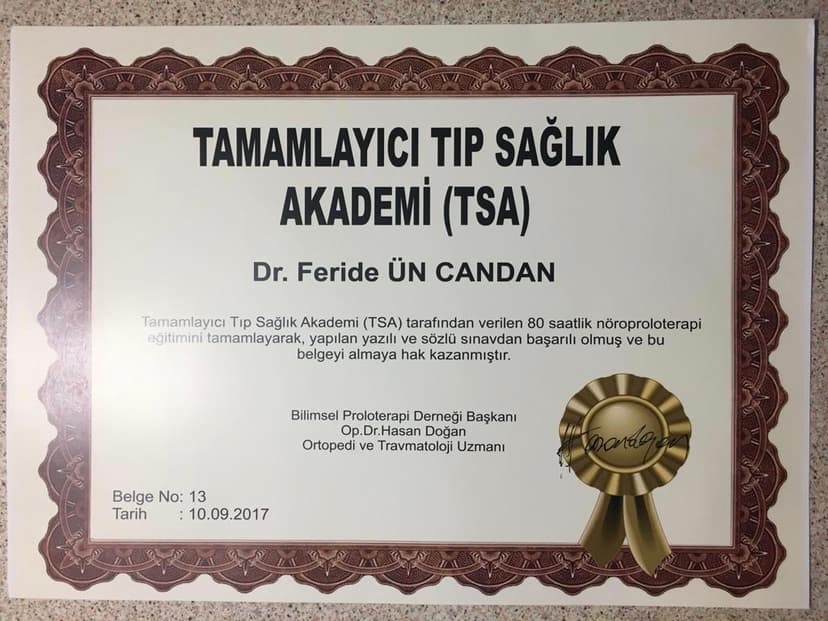 TAMAMLAYICI TIP SAĞLIK
AKADEMİ (TSA)
Dr. Feride ÜN CANDAN
Tamamlayıcı Tıp Sağlık Akademi (TSA) tarafından verilen 80 saatlik nöroproloterapi
eğitimini tamamlayarak, yapılan yazılı ve sözlü sınavdan başarılı olmuş ve bu
belgeyi almaya hak kazanmıştır.
Bilimsel Proloterapi Derneği Başkanı
Op.Dr.Hasan Doğan
Ortopedi ve Travmatoloji Uzmanı
Belge No: 13
Tarih : 10.09.2017